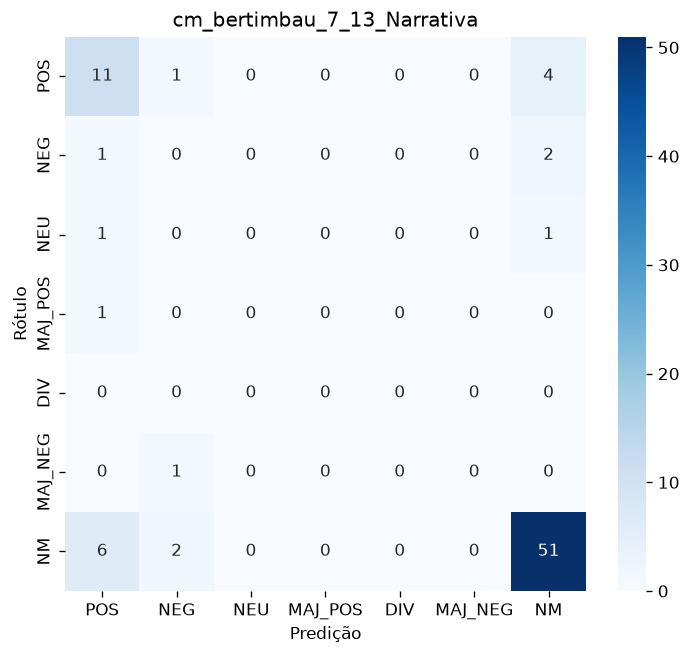 cm_bertimbau_7_13_Narrativa
Rótulo
POS 11 1 0 0 0 0 4
NEG 1 0 0 0 0 0 2
NEU 1 0 0 0 0 0 1
MAJ_POS 1 0 0 0 0 0 0
DIV 0 0 0 0 0 0 0
MAJ_NEG 0 1 0 0 0 0 0
NM 6 2 0 0 0 0 51
POS NEG NEU MAJ_POS DIV MAJ_NEG NM
Predição
50
40
30
20
10
0